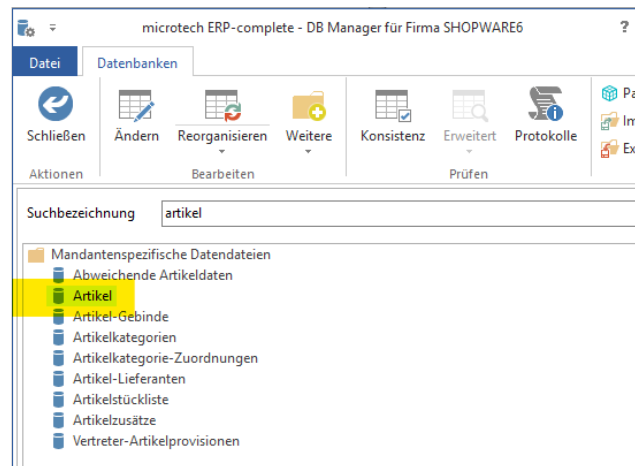 microtech ERP-complete - DB Manager für Firma SHOPWARE6 ?
Datei Datenbanken
Schließen Ändern Reorganisieren Weitere Konsistenz Erweitert Protokolle
Aktionen Bearbeiten Prüfen
Suchbezeichnung artikel
Mandantenspezifische Datendateien
Abweichende Artikeldaten
Artikel
Artikel-Gebinde
Artikelkategorien
Artikelkategorie-Zuordnungen
Artikel-Lieferanten
Artikelstückliste
Artikelzusätze
Vertreter-Artikelprovisionen